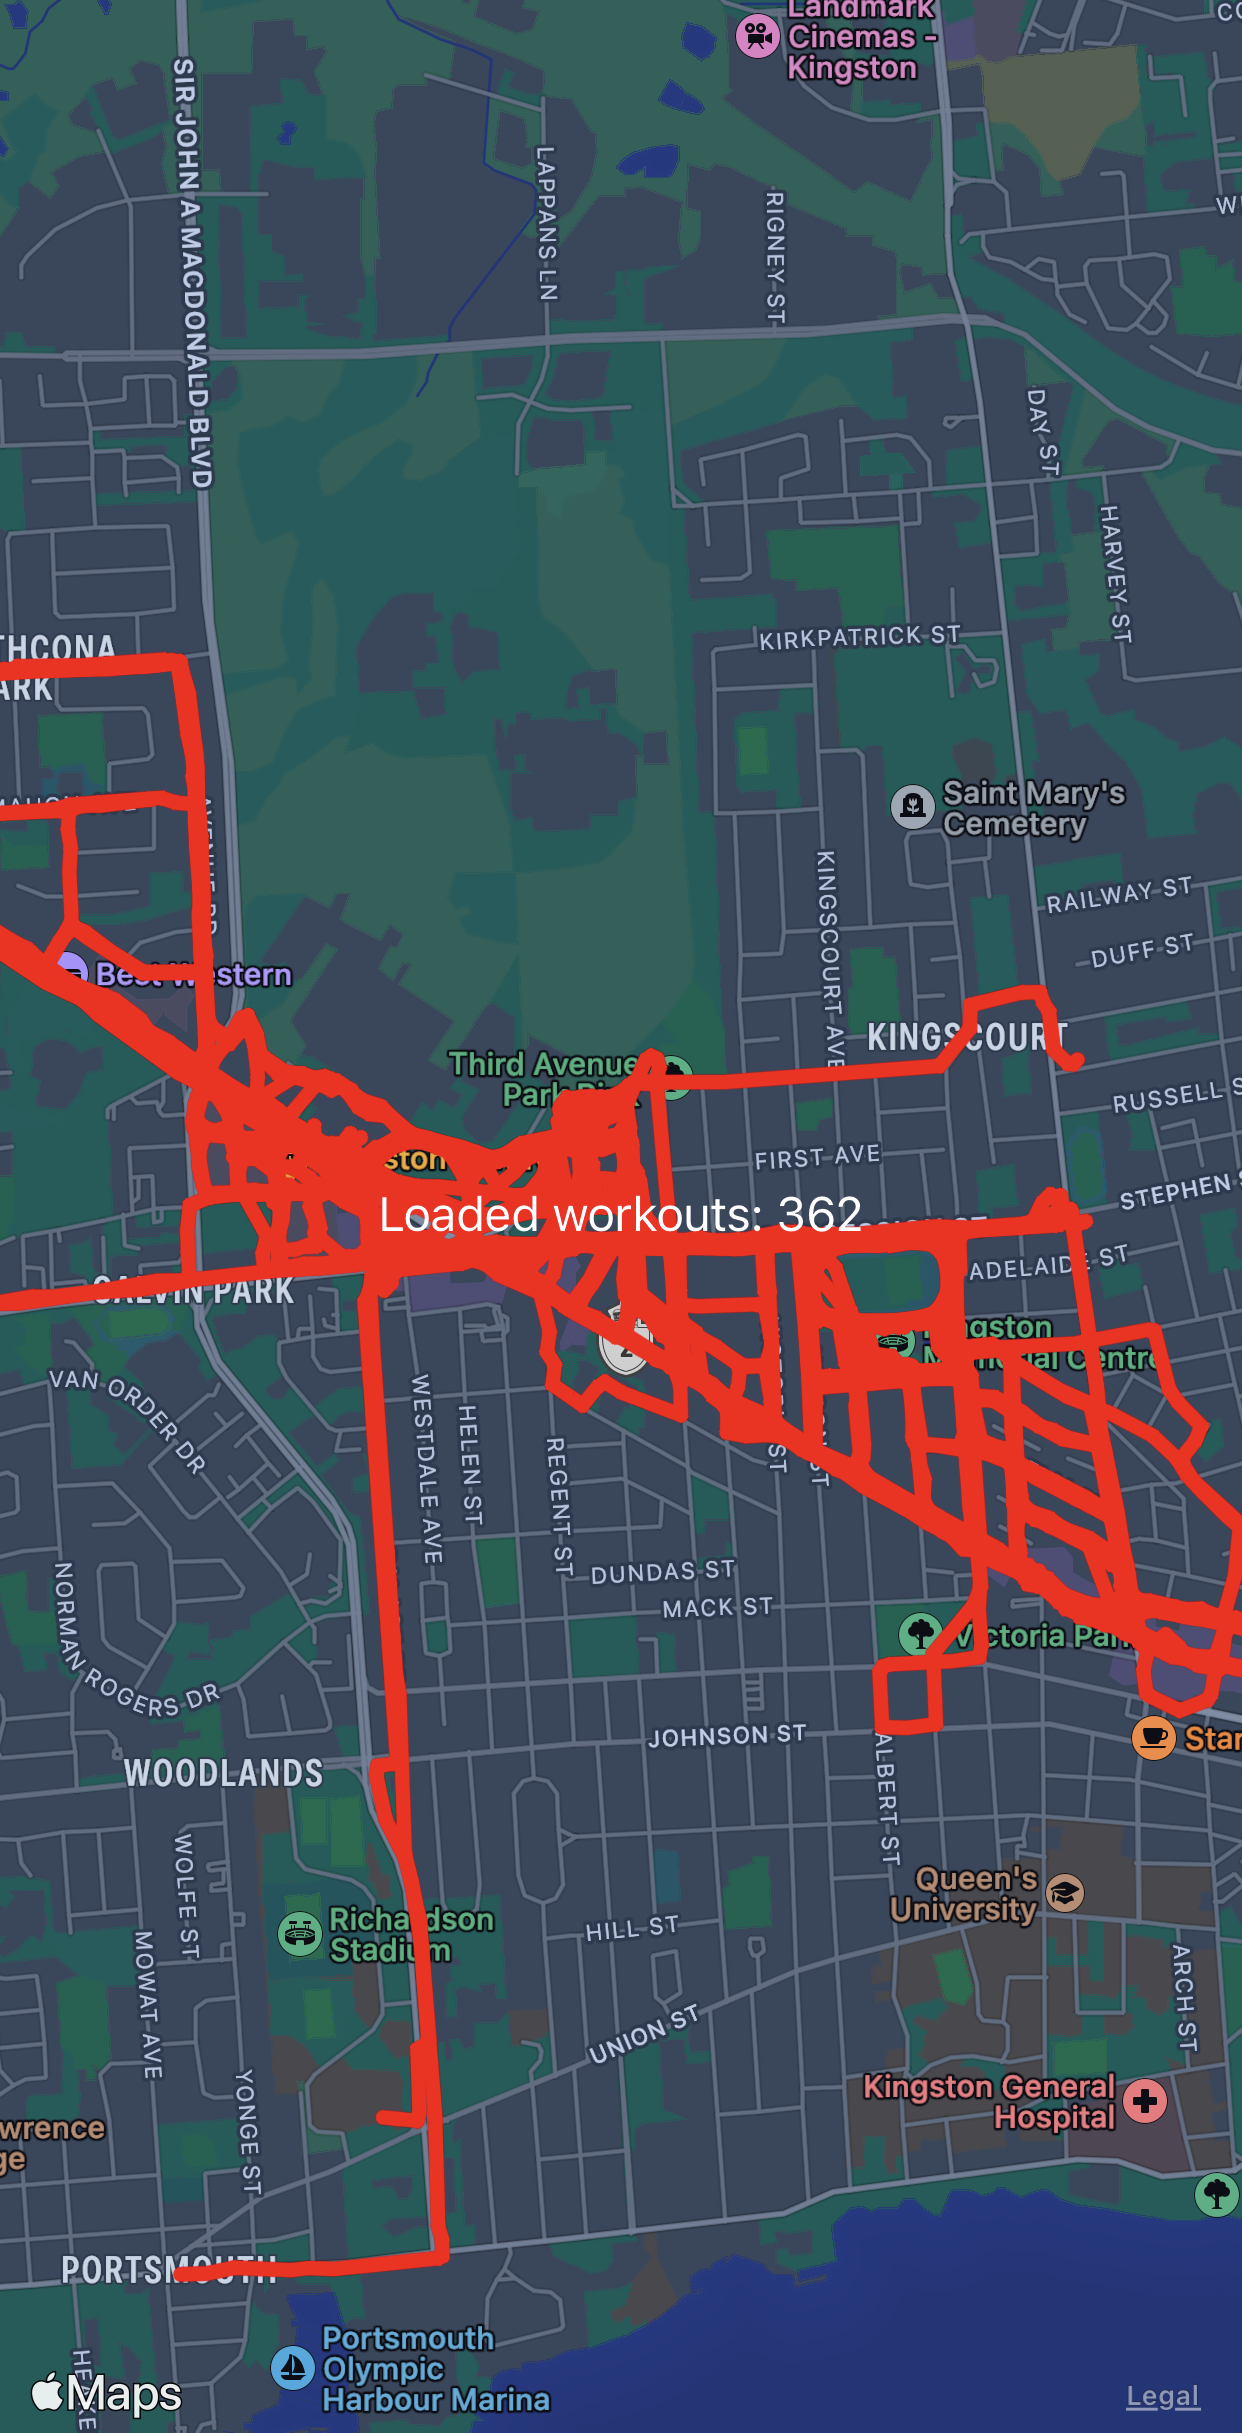 Landmark
Cinemas -
Kingston
SIR JOHN A MACDONALD BLVD
LAPPANS LN
RIGNEY ST
DAY ST
HARVEY ST
KIRKPATRICK ST
THCONA
ARK
Saint Mary's
Cemetery
KINGSCOURT AVE
RAILWAY ST
DUFF ST
Best Western
KINGSCOURT
Third Avenue
Park Rink
RUSSELL S
FIRST AVE
STEPHEN S
Loaded workouts: 362
ADELAIDE ST
CALVIN PARK
Kingston
Memorial Centre
2
VAN ORDER DR
WESTDALE AVE
HELEN ST
REGENT ST
DUNDAS ST
MACK ST
NORMAN ROGERS DR
Victoria Park
JOHNSON ST
Star
WOODLANDS
ALBERT ST
WOLFE ST
Queen's
University
Richardson
Stadium
HILL ST
MOWAT AVE
ARCH ST
UNION ST
YONGE ST
Kingston General
Hospital
wrence
ge
PORTSMOUTH
Portsmouth
Olympic
Harbour Marina
Maps
Legal